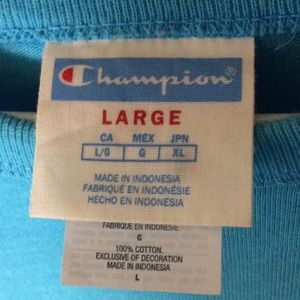 Champion®
LARGE
CA MEX JPN
L/G G XL
MADE IN INDONESIA
FABRIQUÉ EN INDONÉSIE
HECHO EN INDONESIA
FABRIQUE EN INDONESIE
G
100% COTTON.
EXCLUSIVE OF DECORATION
MADE IN INDONESIA
L